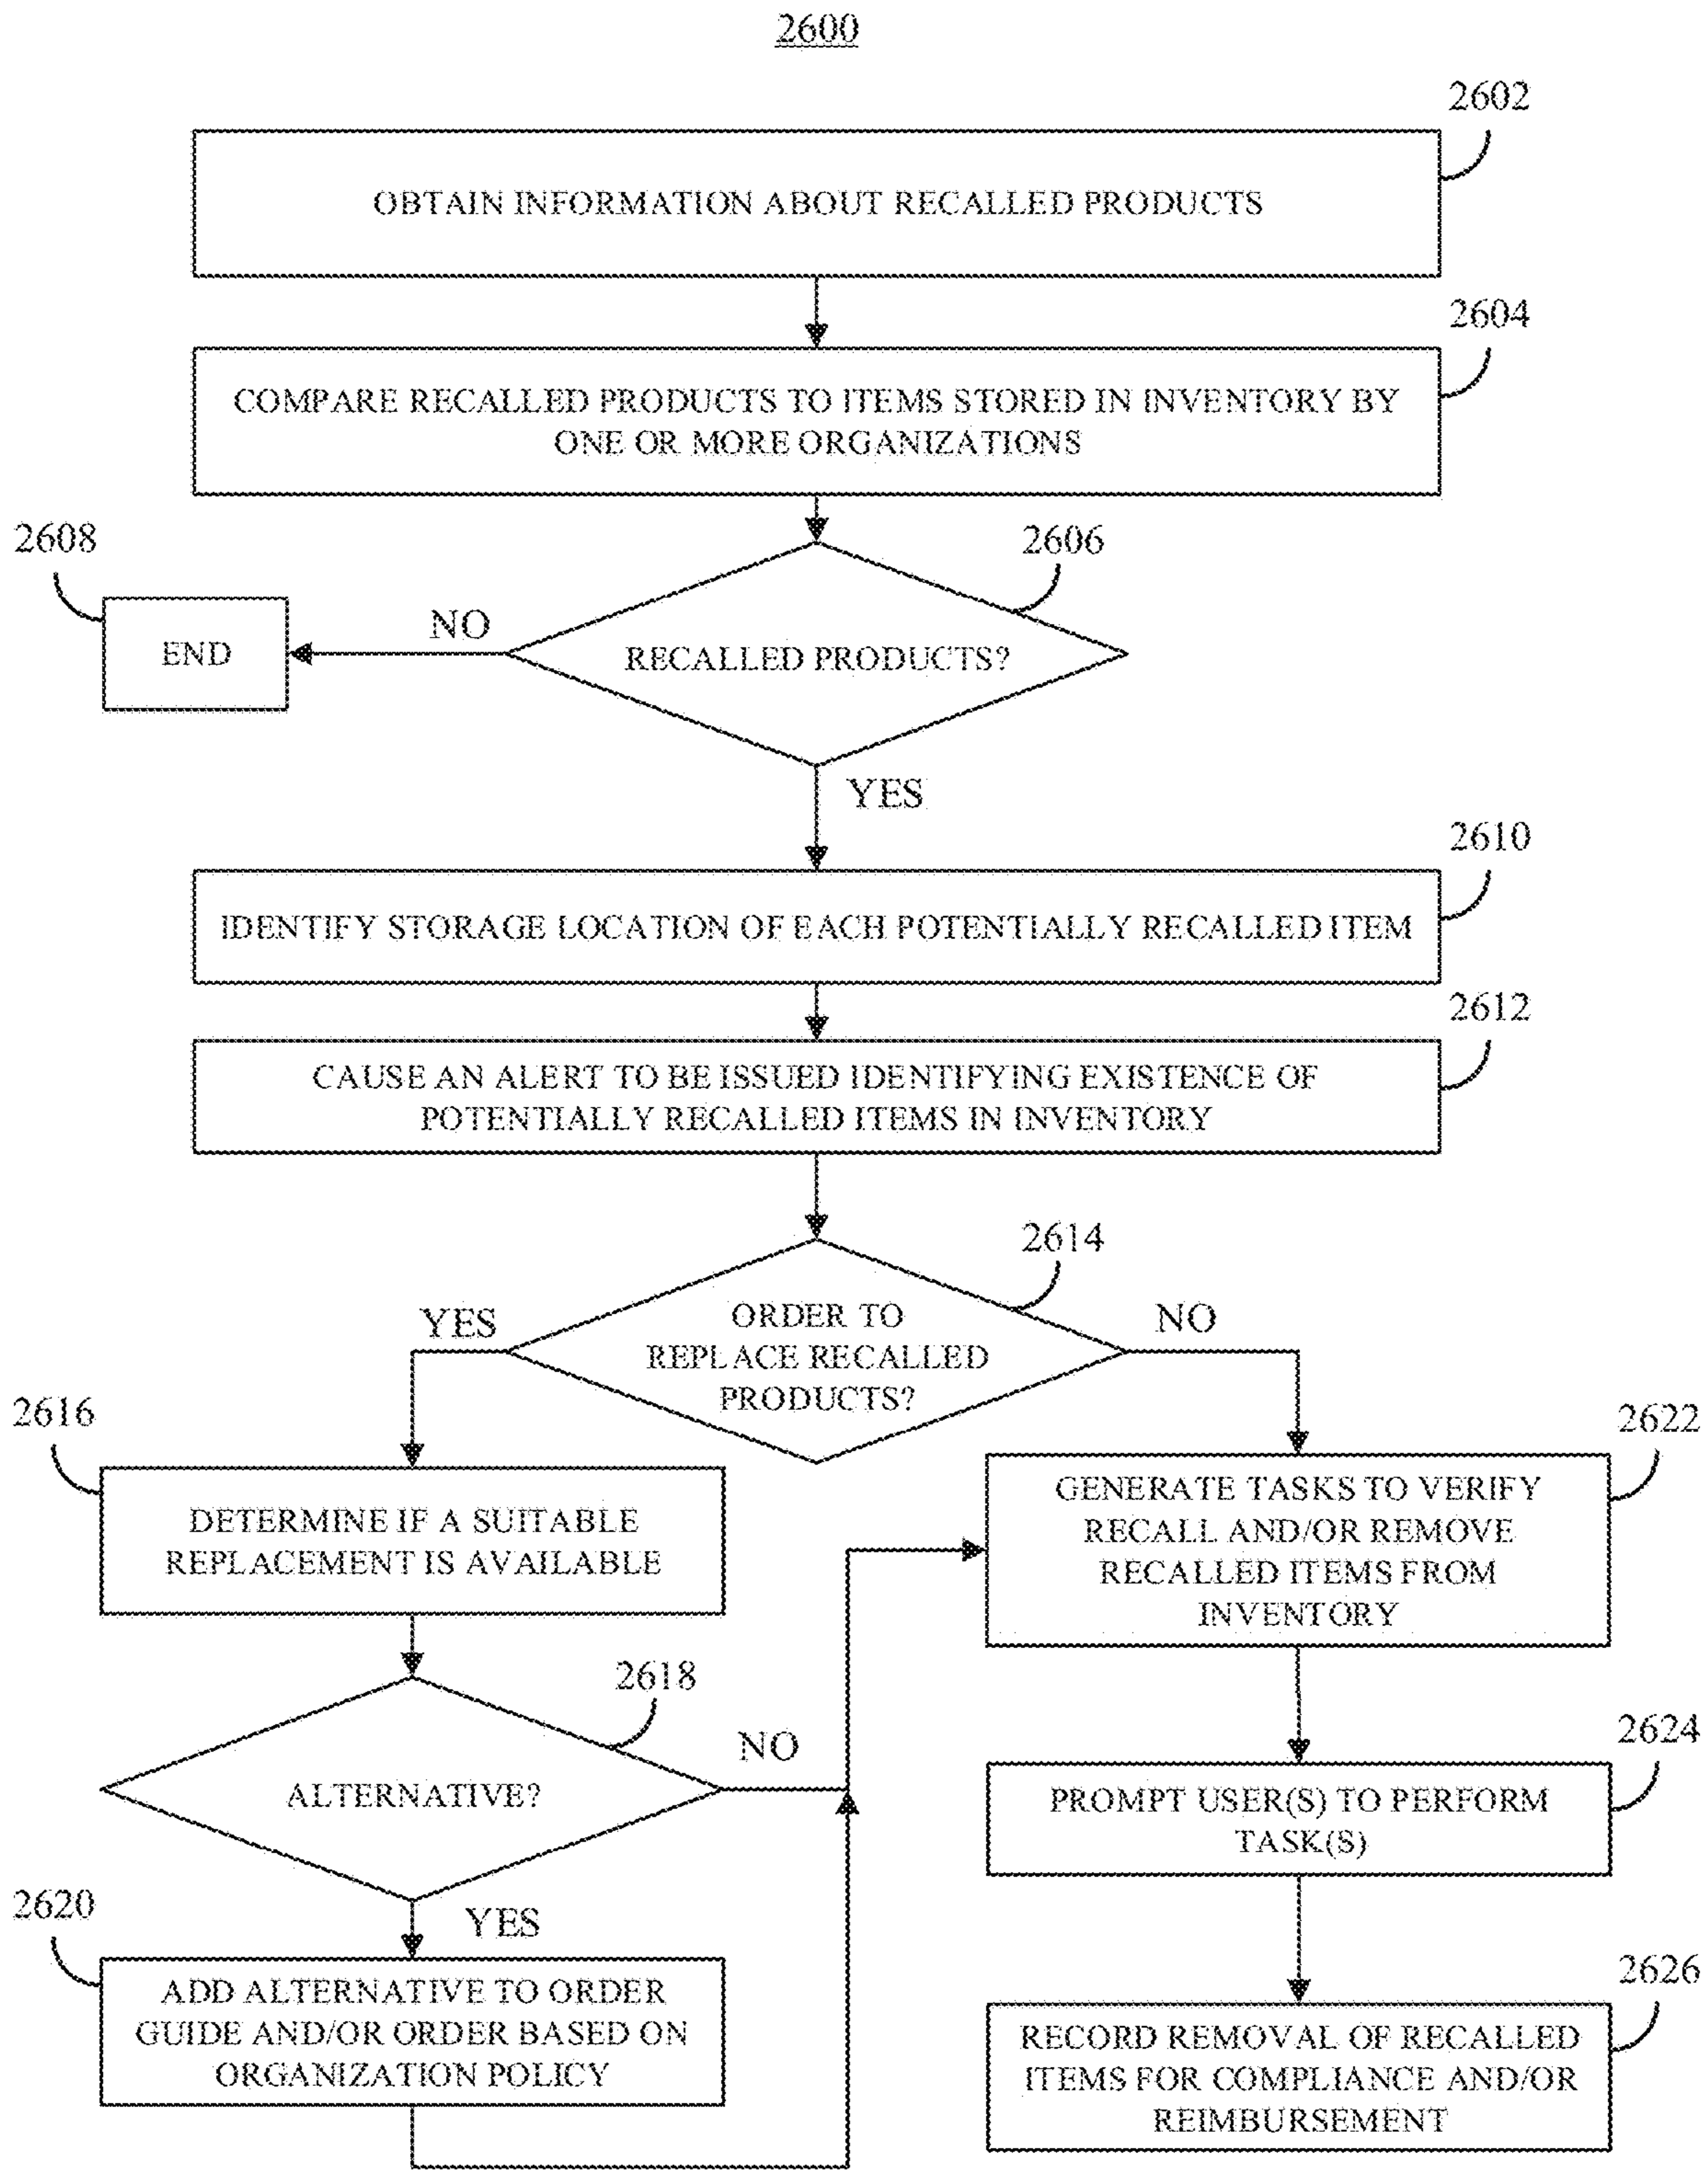 2600
2602
OBTAIN INFORMATION ABOUT RECALLED PRODUCTS
2604
COMPARE RECALLED PRODUCTS TO ITEMS STORED IN INVENTORY BY
ONE OR MORE ORGANIZATIONS
2608
2606
END
NO
RECALLED PRODUCTS?
YES
2610
IDENTIFY STORAGE LOCATION OF EACH POTENTIALLY RECALLED ITEM
2612
CAUSE AN ALERT TO BE ISSUED IDENTIFYING EXISTENCE OF
POTENTIALLY RECALLED ITEMS IN INVENTORY
2614
YES
ORDER TO
REPLACE RECALLED
PRODUCTS?
NO
2616
DETERMINE IF A SUITABLE
REPLACEMENT IS AVAILABLE
2622
GENERATE TASKS TO VERIFY
RECALL AND/OR REMOVE
RECALLED ITEMS FROM
INVENTORY
2618
ALTERNATIVE?
NO
YES
2624
PROMPT USER(S) TO PERFORM
TASK(S)
2620
ADD ALTERNATIVE TO ORDER
GUIDE AND/OR ORDER BASED ON
ORGANIZATION POLICY
2626
RECORD REMOVAL OF RECALLED
ITEMS FOR COMPLIANCE AND/OR
REIMBURSEMENT